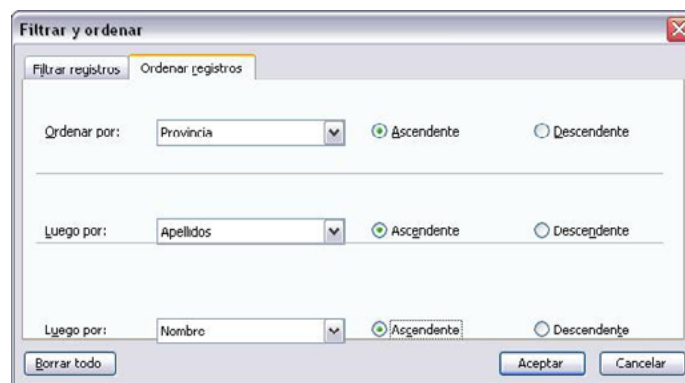 Filtrar y ordenar
Filtrar registros Ordenar registros
Ordenar por: Provincia Ascendente Descendente
Luego por: Apellidos Ascendente Descendente
Luego por: Nombre Ascendente Descendente
Borrar todo Aceptar Cancelar